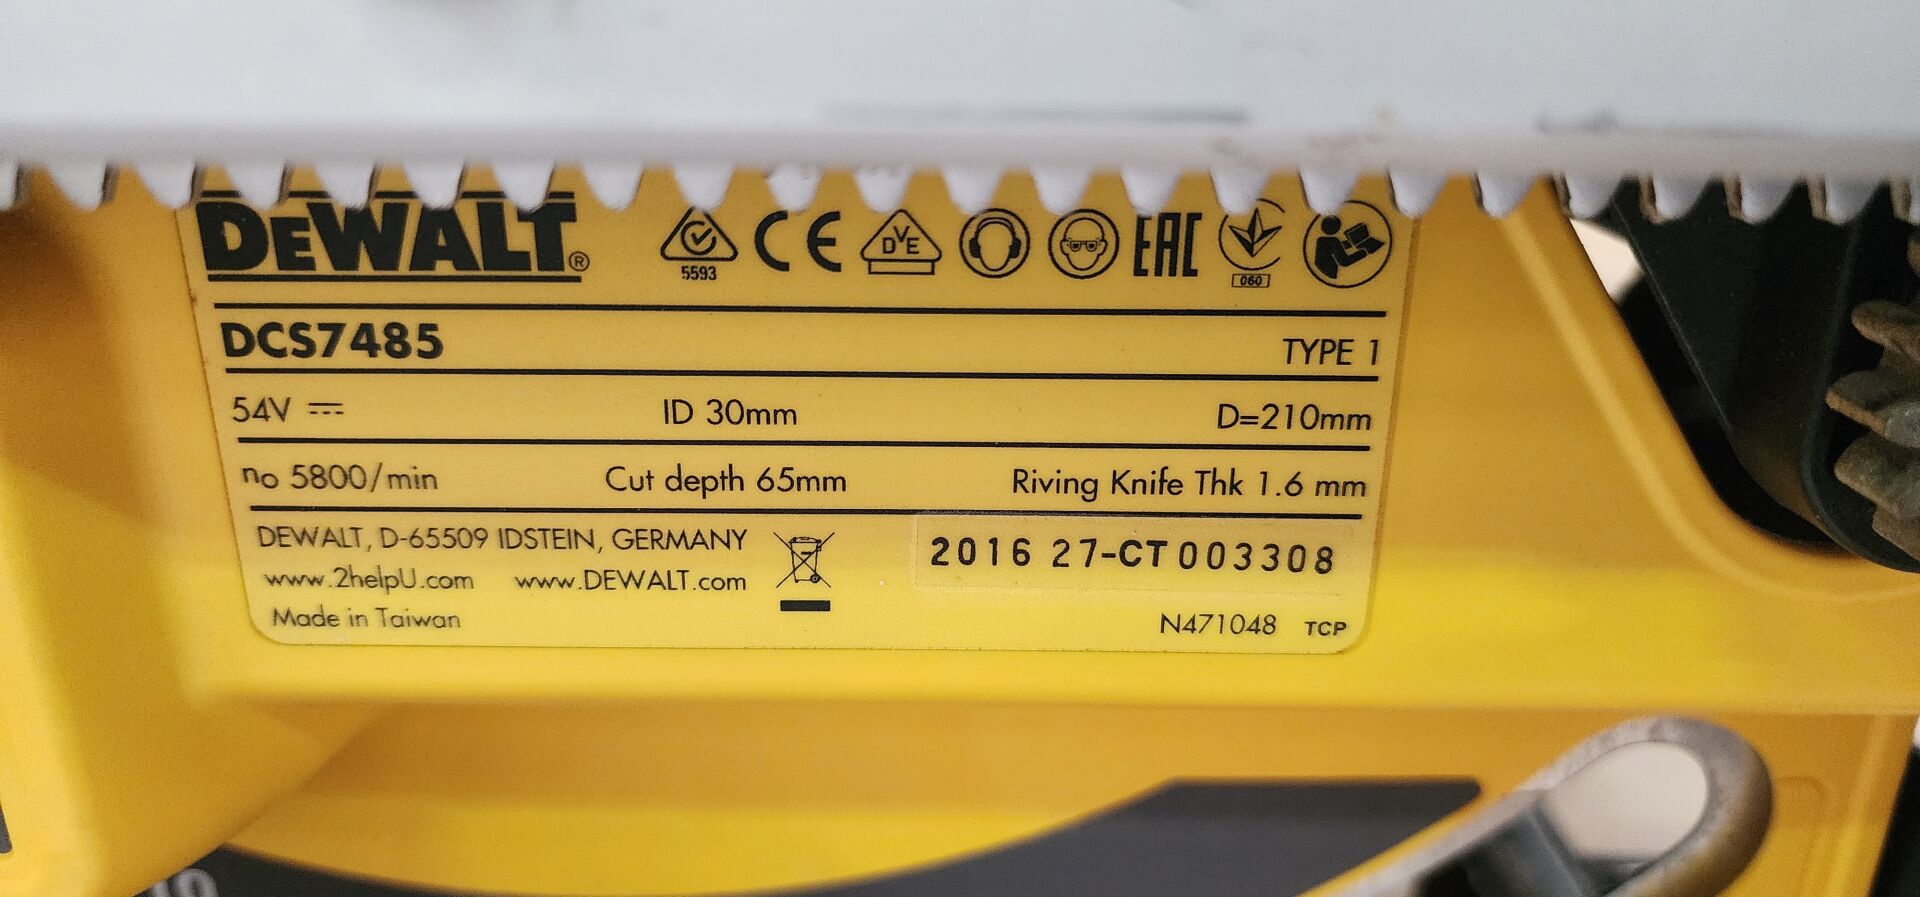 DEWALT®
5593
CE
DVE
EAC
060
DCS7485 TYPE 1
54V ID 30mm D=210mm
no 5800/min Cut depth 65mm Riving Knife Thk 1.6 mm
DEWALT, D-65509 IDSTEIN, GERMANY
www.2helpU.com www.DEWALT.com
Made in Taiwan
2016 27-CT 003308
N471048 TCP